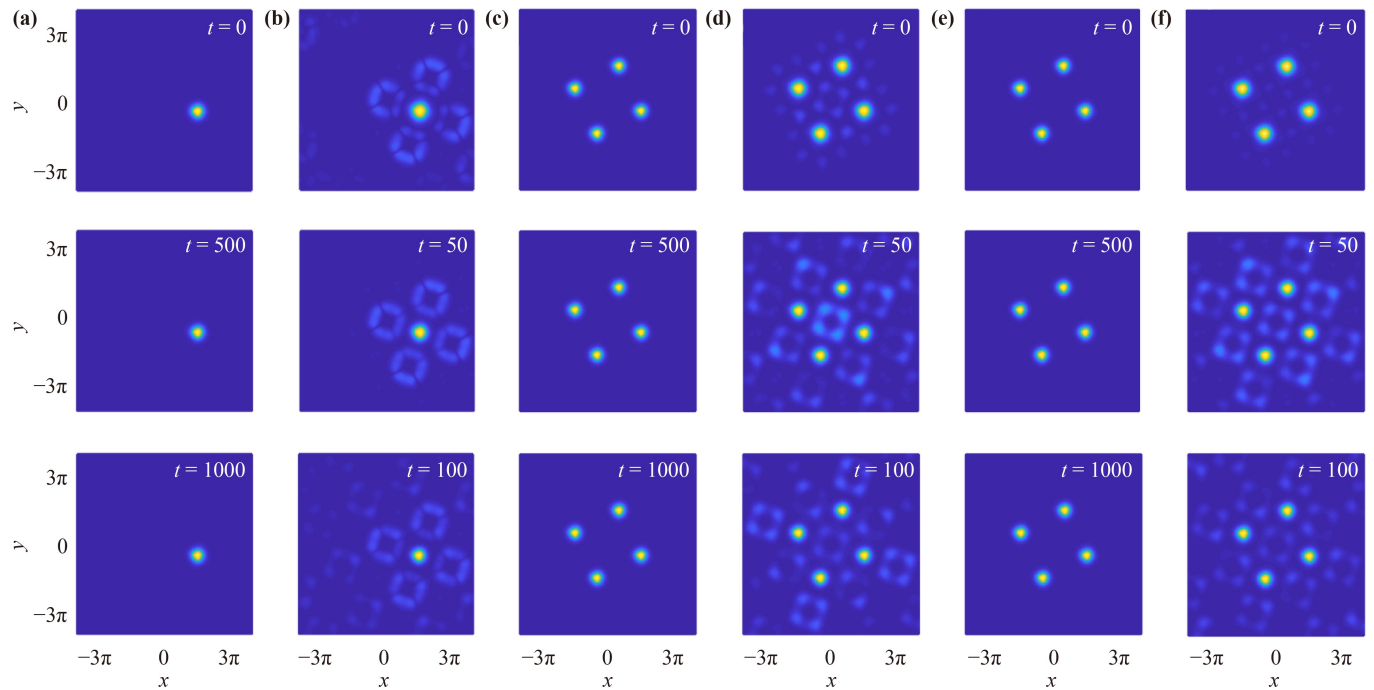 (a) (b) (c) (d) (e) (f)
3π t = 0 t = 0 t = 0 t = 0 t = 0 t = 0
y 0
−3π
3π t = 500 t = 50 t = 500 t = 50 t = 500 t = 50
y 0
−3π
3π t = 1000 t = 100 t = 1000 t = 100 t = 1000 t = 100
y 0
−3π
−3π 0 3π −3π 0 3π −3π 0 3π −3π 0 3π −3π 0 3π −3π 0 3π
x x x x x x